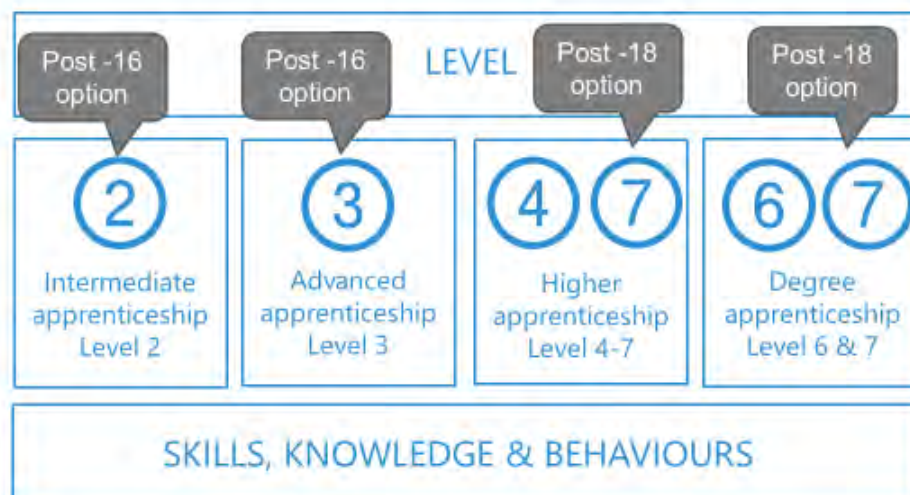 LEVEL
Post -16
option
Post -16
option
Post -18
option
Post -18
option
2
Intermediate
apprenticeship
Level 2
3
Advanced
apprenticeship
Level 3
4 7
Higher
apprenticeship
Level 4-7
6 7
Degree
apprenticeship
Level 6 & 7
SKILLS, KNOWLEDGE & BEHAVIOURS